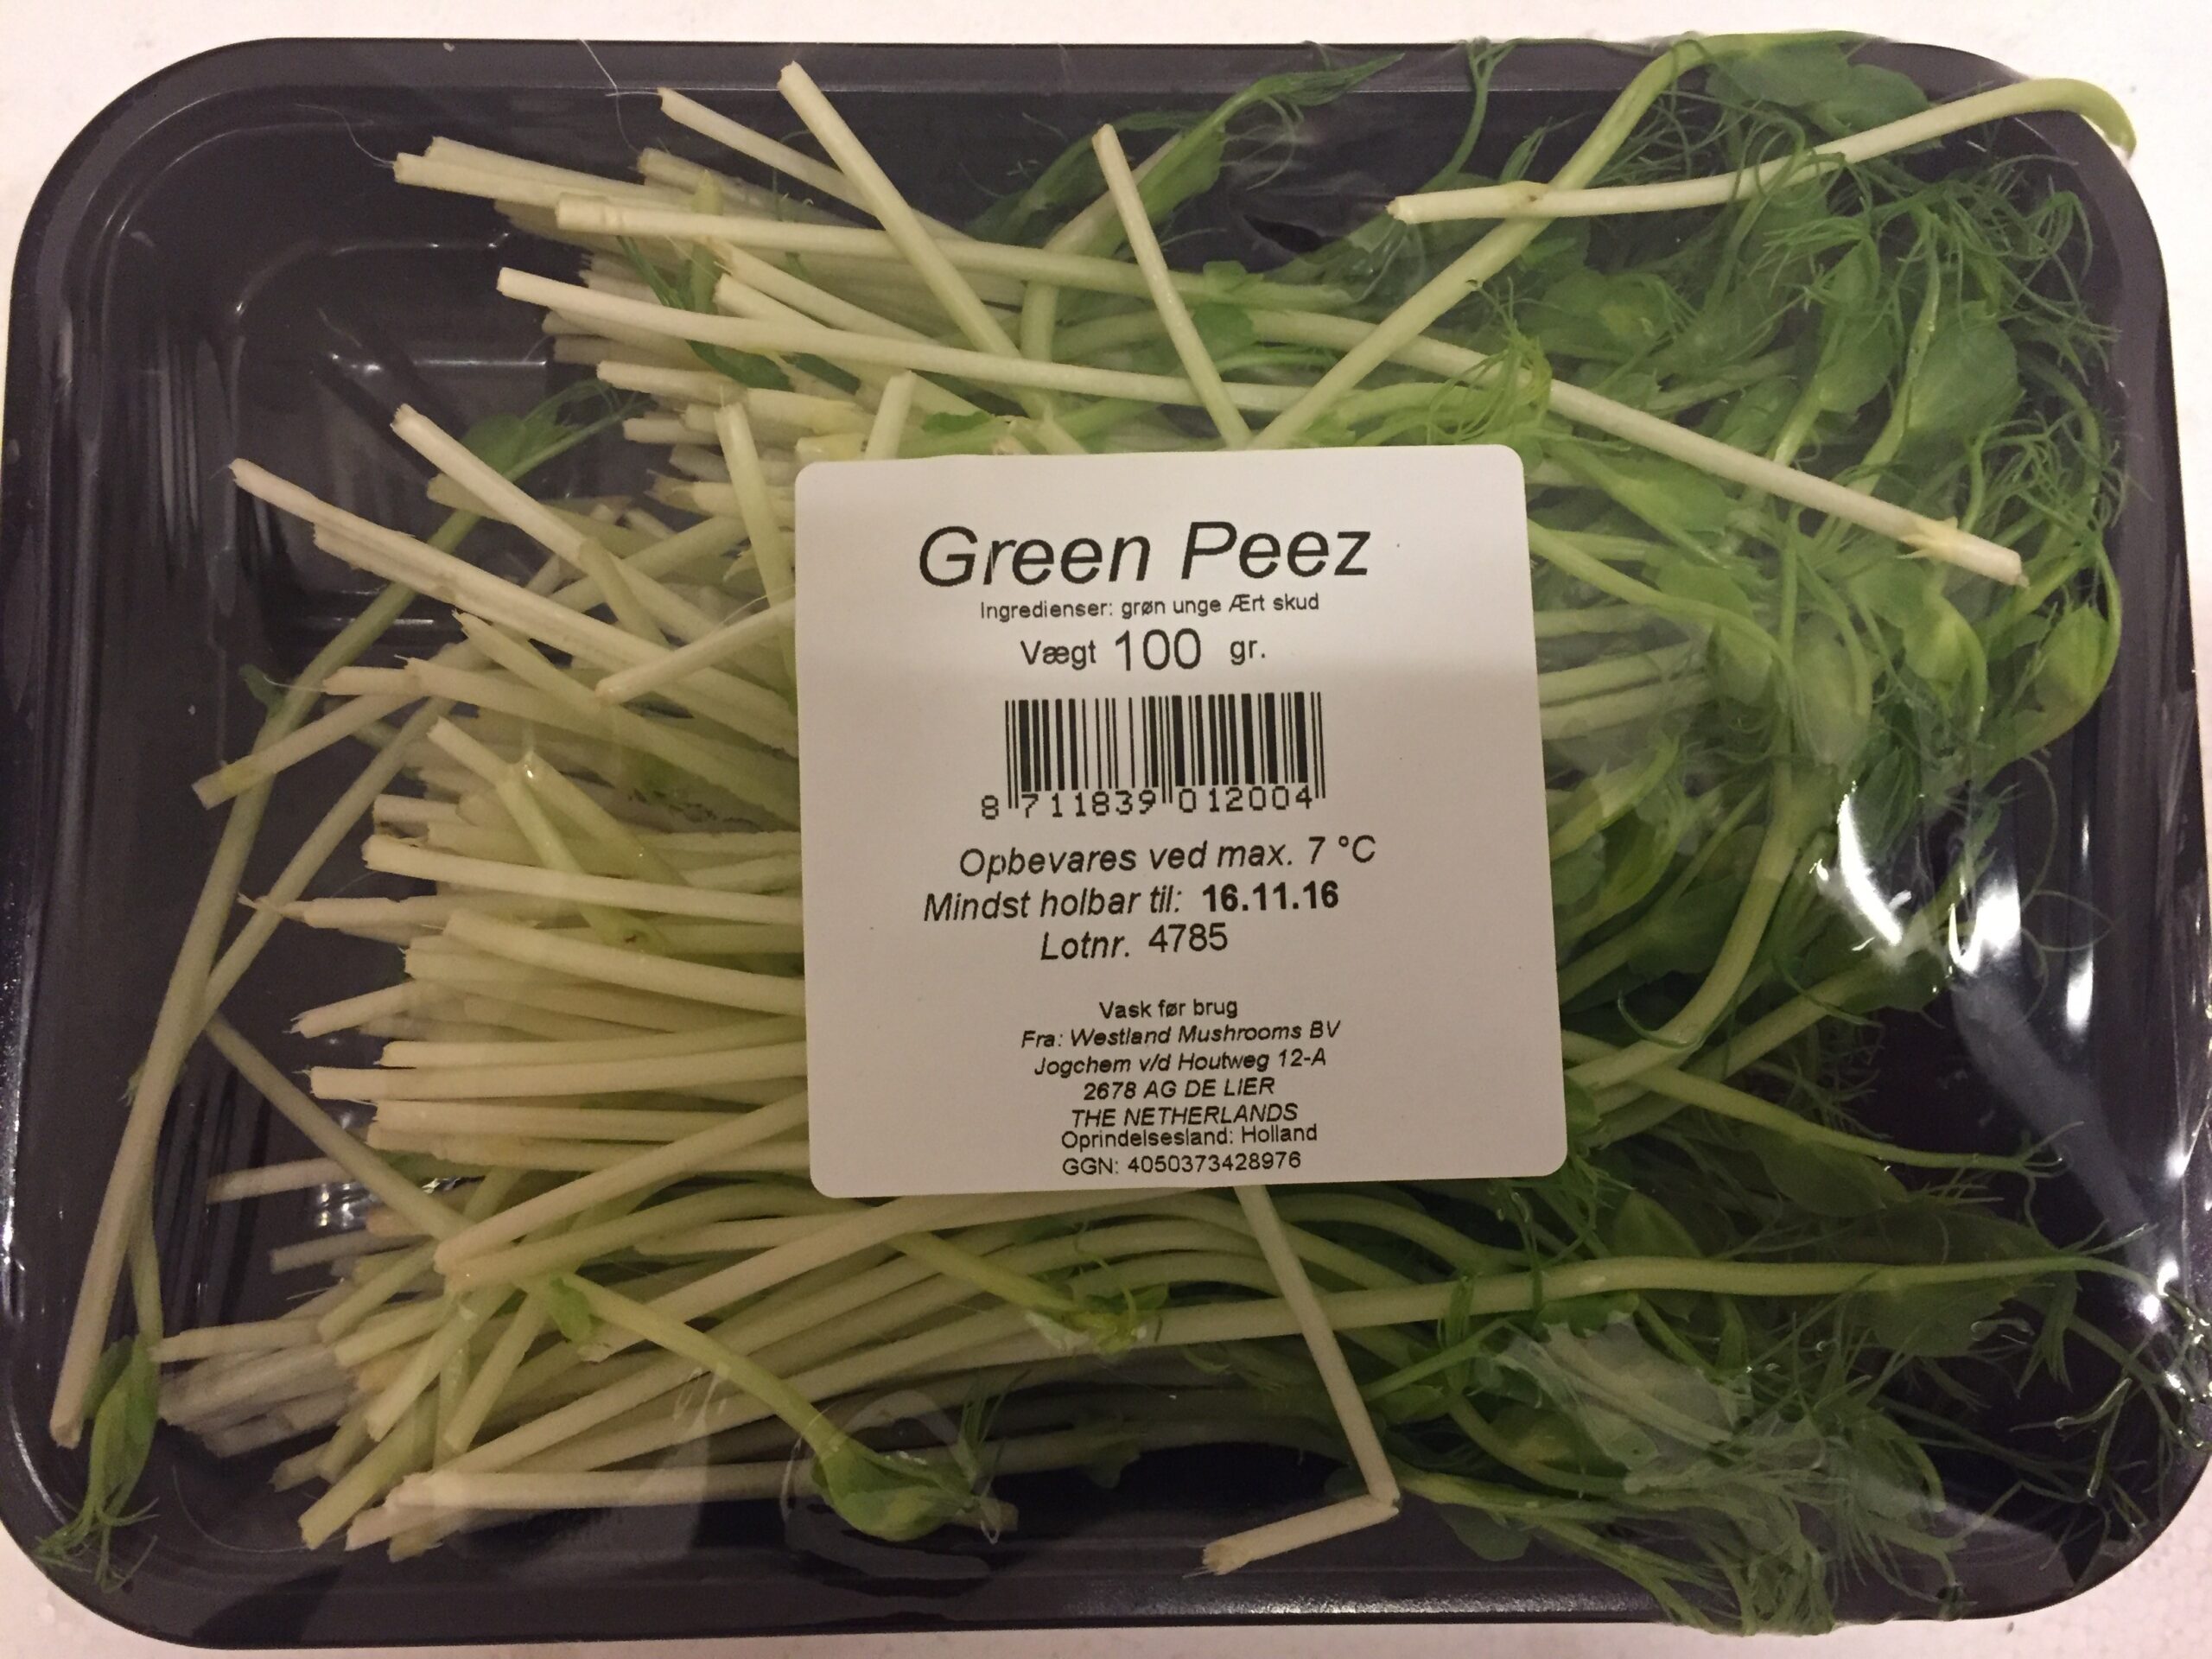 Green Peez
Ingredienser: grøn unge Ært skud
Vægt 100 gr.
8 711839 012004
Opbevares ved max. 7 °C
Mindst holbar til: 16.11.16
Lotnr. 4785
Vask før brug
Fra: Westland Mushrooms BV
Jogchem v/d Houtweg 12-A
2678 AG DE LIER
THE NETHERLANDS
Oprindelsesland: Holland
GGN: 4050373428976